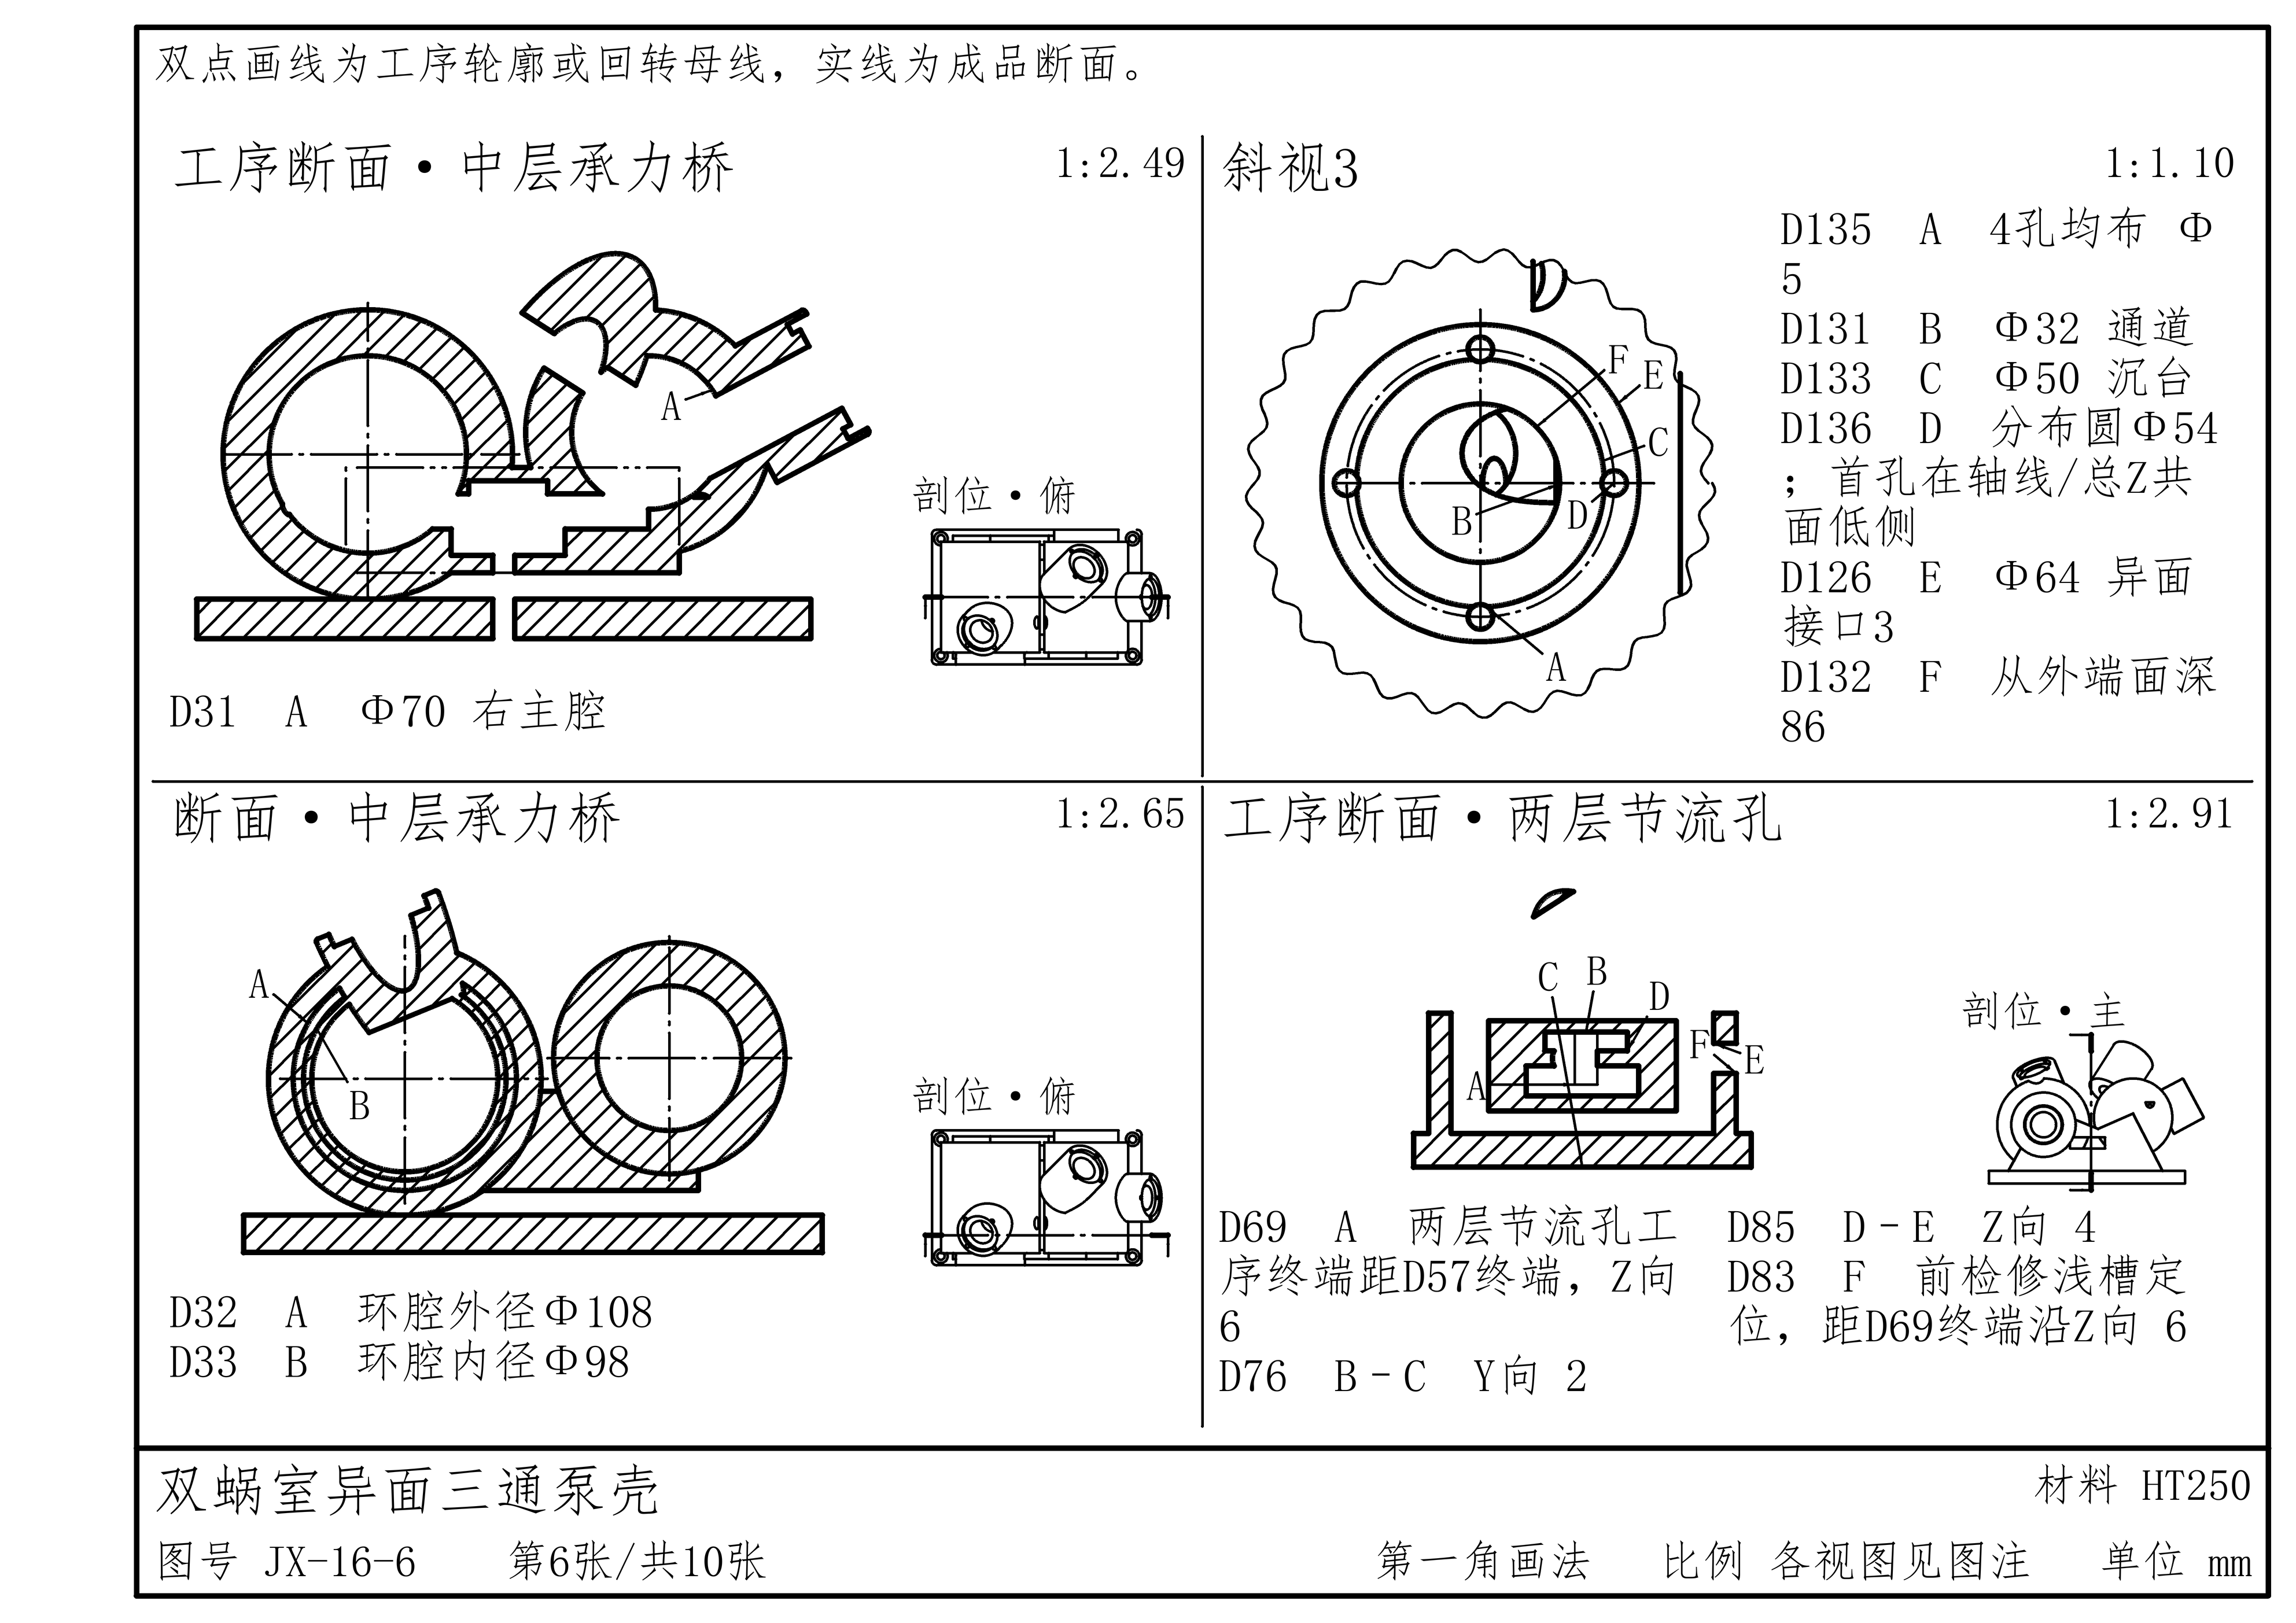 双点画线为工序轮廓或回转母线，实线为成品断面。
工序断面·中层承力桥 1:2.49
A
剖位·俯
D31 A Φ70 右主腔
斜视3 1:1.10
F
E
C
B
D
A
D135 A 4孔均布 Φ
5
D131 B Φ32 通道
D133 C Φ50 沉台
D136 D 分布圆Φ54
；首孔在轴线/总Z共
面低侧
D126 E Φ64 异面
接口3
D132 F 从外端面深
86
断面·中层承力桥 1:2.65
A
B
剖位·俯
D32 A 环腔外径Φ108
D33 B 环腔内径Φ98
工序断面·两层节流孔 1:2.91
C B
D
F
E
A
剖位·主
D69 A 两层节流孔工
序终端距D57终端，Z向
6
D76 B-C Y向 2
D85 D-E Z向 4
D83 F 前检修浅槽定
位，距D69终端沿Z向 6
双蜗室异面三通泵壳 材料 HT250
图号 JX-16-6 第6张/共10张 第一角画法 比例 各视图见图注 单位 mm